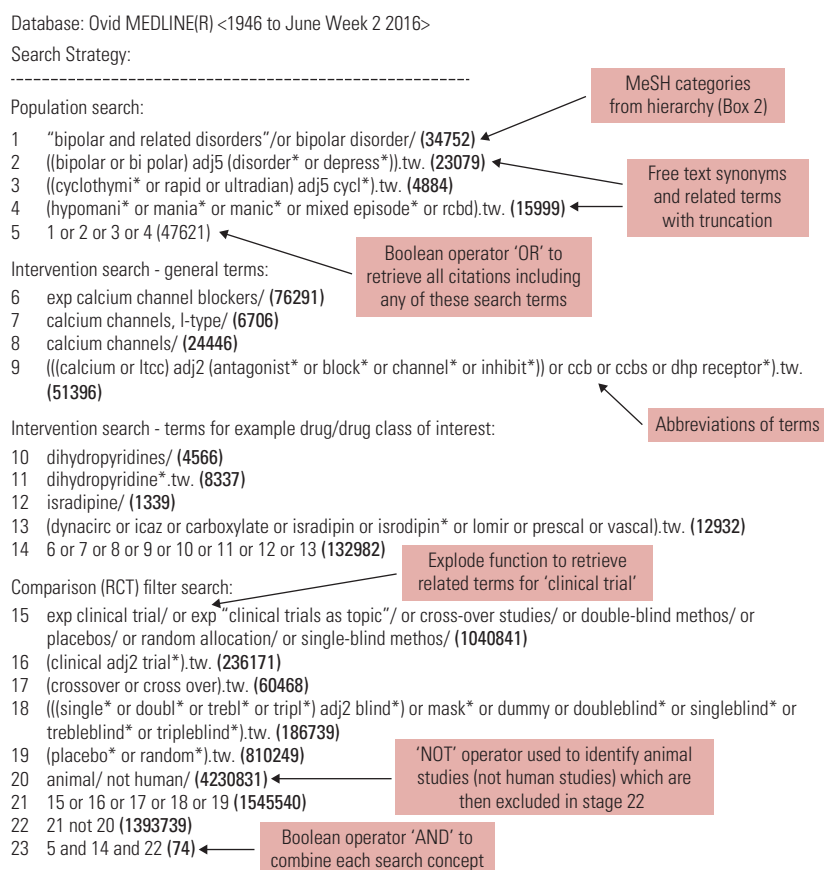 Database: Ovid MEDLINE(R) <1946 to June Week 2 2016>
Search Strategy:
MeSH categories
from hierarchy (Box 2)
Population search:
1 “bipolar and related disorders”/or bipolar disorder/ (34752)
2 ((bipolar or bi polar) adj5 (disorder* or depress*)).tw. (23079)
3 ((cyclothymi* or rapid or ultradian) adj5 cycl*).tw. (4884)
4 (hypomani* or mania* or manic* or mixed episode* or rcbd).tw. (15999)
5 1 or 2 or 3 or 4 (47621)
Free text synonyms
and related terms
with truncation
Boolean operator ‘OR’ to
retrieve all citations including
any of these search terms
Intervention search - general terms:
6 exp calcium channel blockers/ (76291)
7 calcium channels, l-type/ (6706)
8 calcium channels/ (24446)
9 (((calcium or ltcc) adj2 (antagonist* or block* or channel* or inhibit*)) or ccb or ccbs or dhp receptor*).tw.
(51396)
Abbreviations of terms
Intervention search - terms for example drug/drug class of interest:
10 dihydropyridines/ (4566)
11 dihydropyridine*.tw. (8337)
12 isradipine/ (1339)
13 (dynacirc or icaz or carboxylate or isradipin or isrodipin* or lomir or prescal or vascal).tw. (12932)
14 6 or 7 or 8 or 9 or 10 or 11 or 12 or 13 (132982)
Explode function to retrieve
related terms for ‘clinical trial’
Comparison (RCT) filter search:
15 exp clinical trial/ or exp “clinical trials as topic”/ or cross-over studies/ or double-blind methos/ or
placebos/ or random allocation/ or single-blind methos/ (1040841)
16 (clinical adj2 trial*).tw. (236171)
17 (crossover or cross over).tw. (60468)
18 (((single* or doubl* or trebl* or tripl*) adj2 blind*) or mask* or dummy or doubleblind* or singleblind* or
trebleblind* or tripleblind*).tw. (186739)
19 (placebo* or random*).tw. (810249)
20 animal/ not human/ (4230831)
21 15 or 16 or 17 or 18 or 19 (1545540)
22 21 not 20 (1393739)
23 5 and 14 and 22 (74)
‘NOT’ operator used to identify animal
studies (not human studies) which are
then excluded in stage 22
Boolean operator ‘AND’ to
combine each search concept